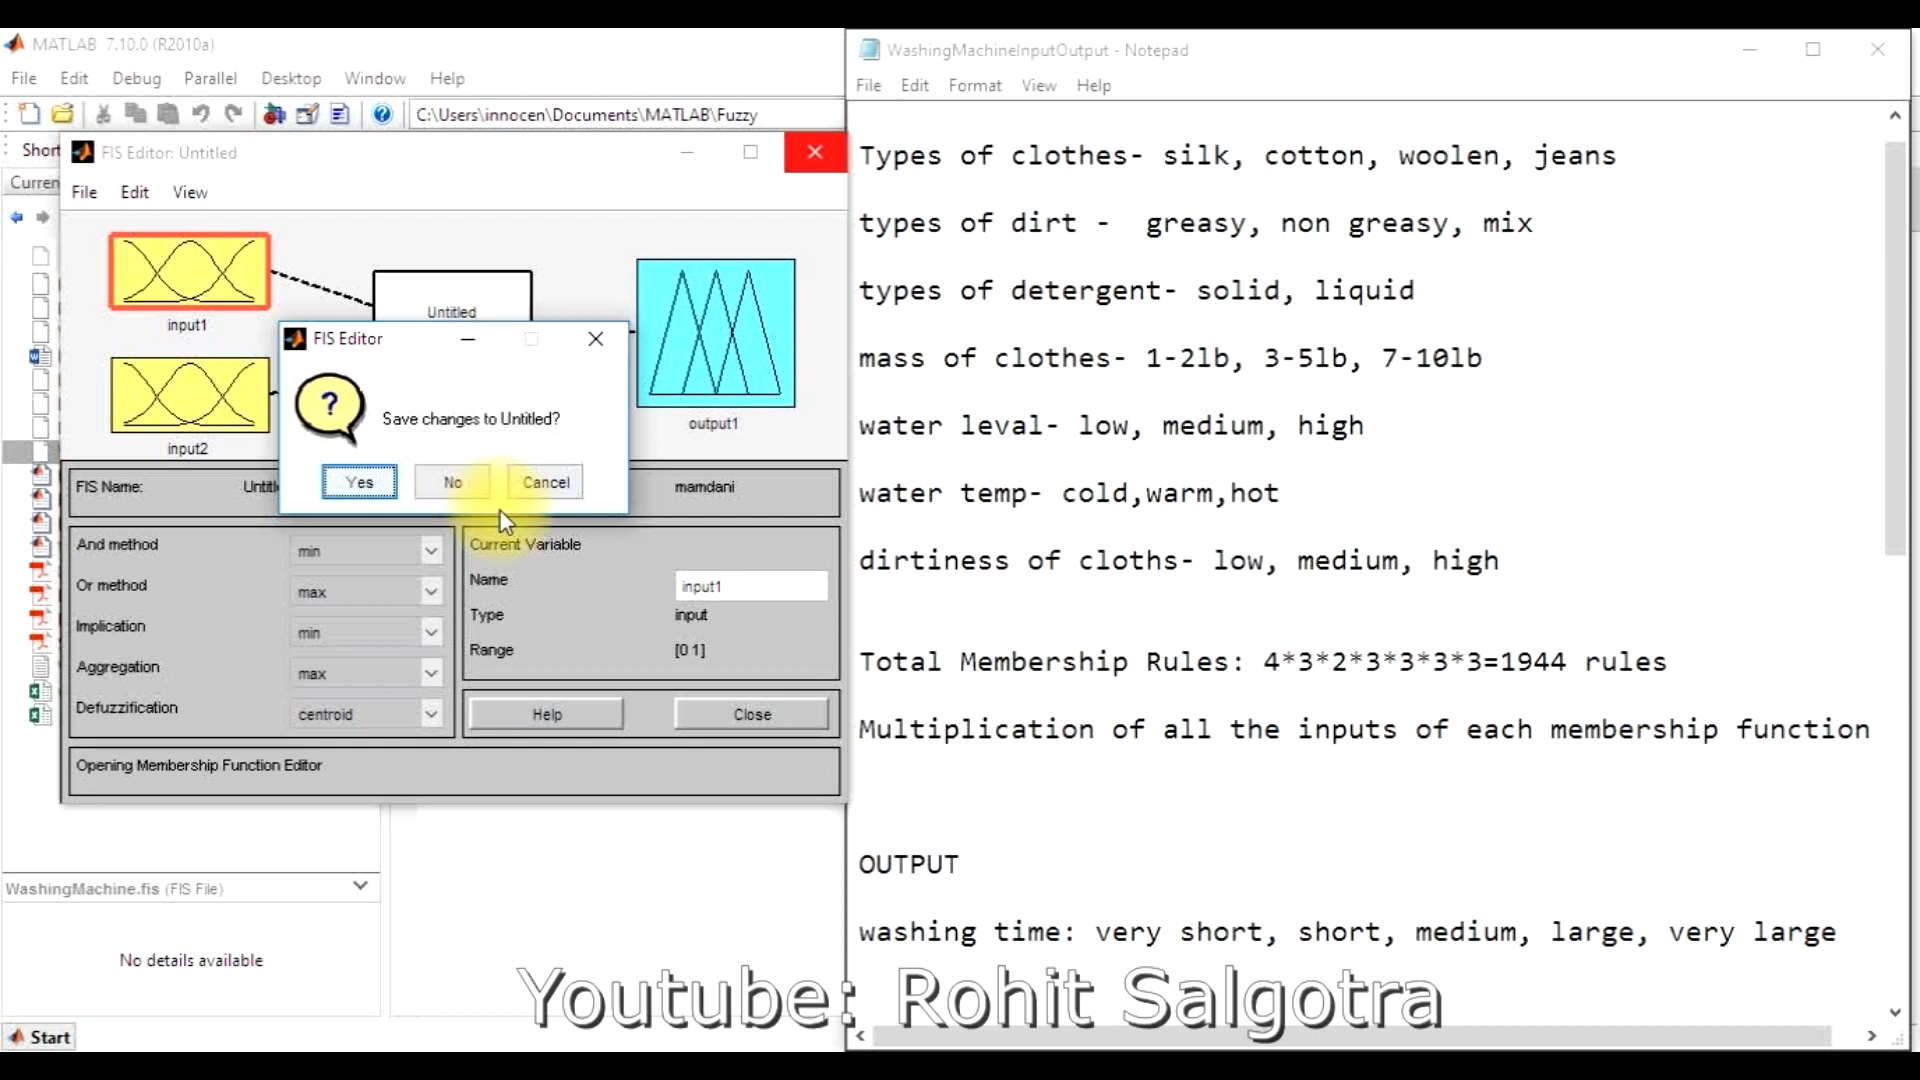 MATLAB 7.10.0 (R2010a)
File Edit Debug Parallel Desktop Window Help
C:\Users\innocen\Documents\MATLAB\Fuzzy
Short
Curren
FIS Editor: Untitled
File Edit View
input1
Untitled
input2
output1
FIS Editor
Save changes to Untitled?
Yes No Cancel
FIS Name: Untitl mamdani
And method min
Or method max
Implication min
Aggregation max
Defuzzification centroid
Current Variable
Name input1
Type input
Range [0 1]
Help Close
Opening Membership Function Editor
WashingMachine.fis (FIS File)
No details available
Start
WashingMachineInputOutput - Notepad
File Edit Format View Help
Types of clothes- silk, cotton, woolen, jeans
types of dirt - greasy, non greasy, mix
types of detergent- solid, liquid
mass of clothes- 1-2lb, 3-5lb, 7-10lb
water leval- low, medium, high
water temp- cold,warm,hot
dirtiness of cloths- low, medium, high
Total Membership Rules: 4*3*2*3*3*3*3=1944 rules
Multiplication of all the inputs of each membership function
OUTPUT
washing time: very short, short, medium, large, very large
Youtube: Rohit Salgotra